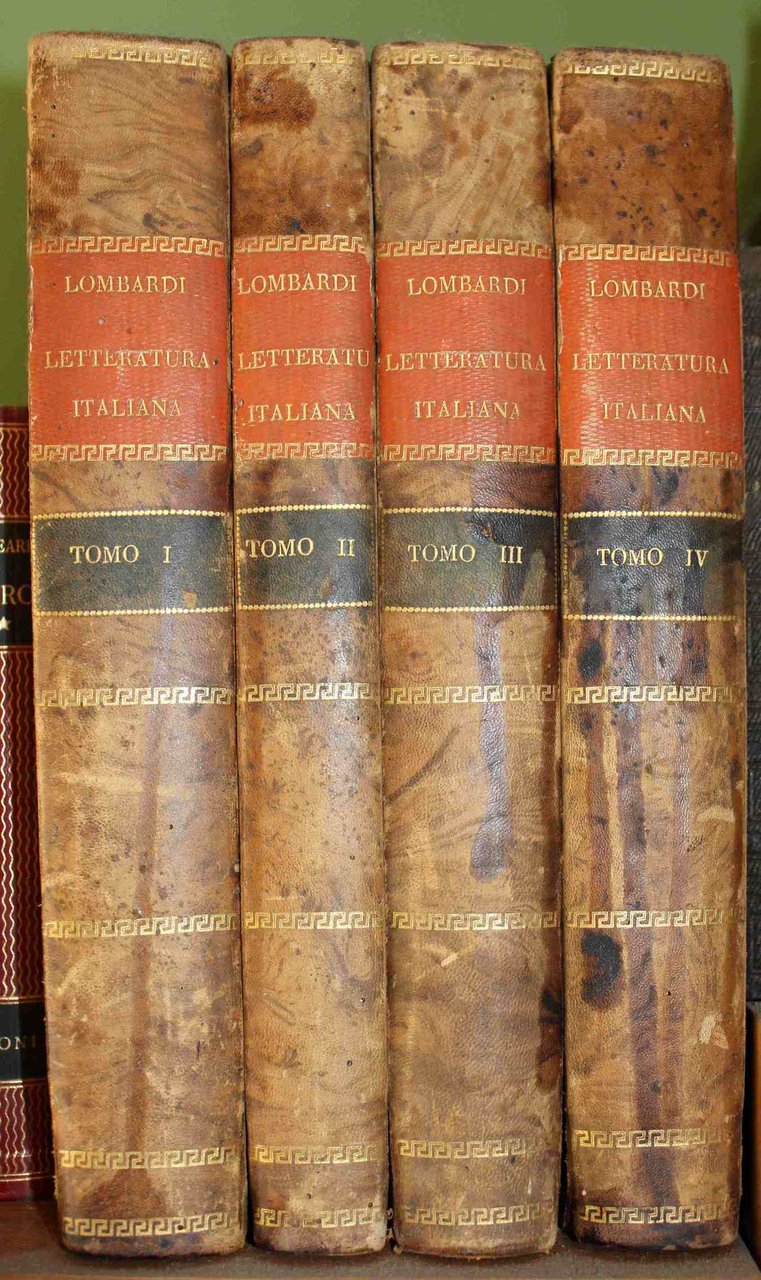 LOMBARDI
LETTERATURA
ITALIANA
TOMO I
LOMBARDI
LETTERATU
ITALIANA
TOMO II
LOMBARDI
LETTERATURA
ITALIANA
TOMO III
LOMBARDI
LETTERATURA
ITALIANA
TOMO IV